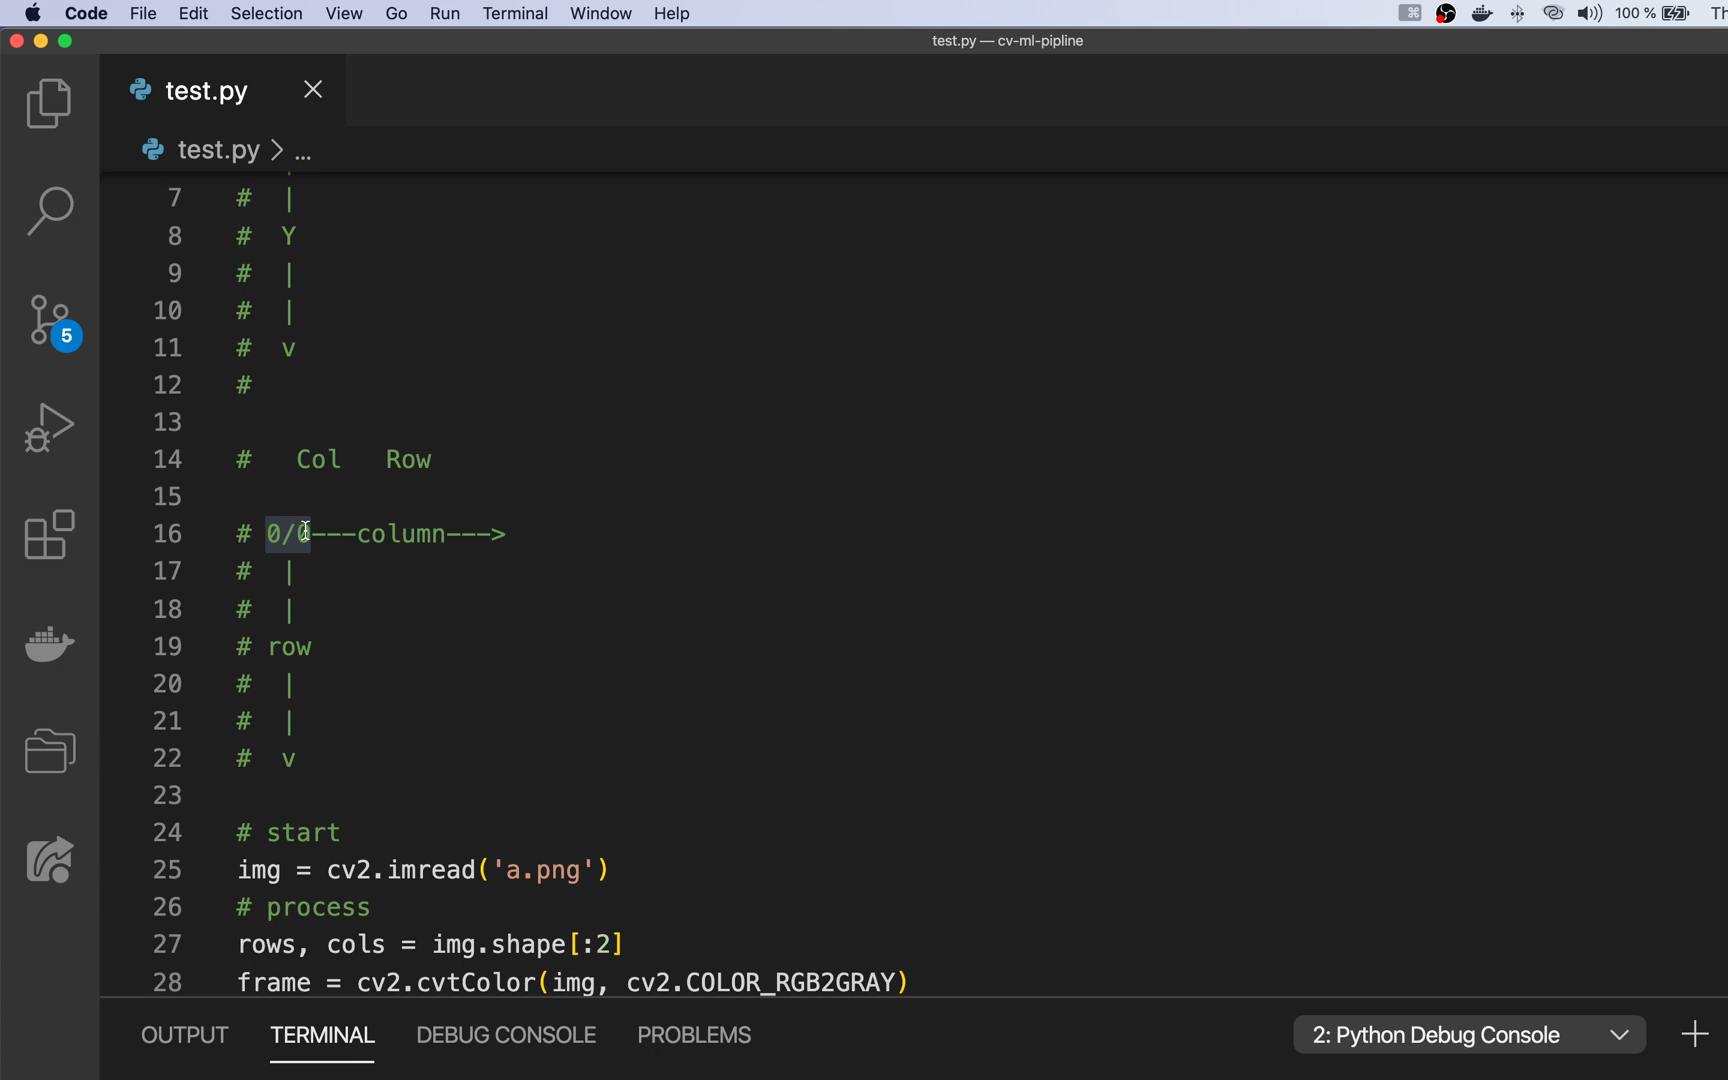 Code File Edit Selection View Go Run Terminal Window Help 100 % Th
test.py — cv-ml-pipline
test.py
test.py > ...
5
7 # |
8 # Y
9 # |
10 # |
11 # v
12 #
13
14 # Col Row
15
16 # 0/0---column--->
17 # |
18 # |
19 # row
20 # |
21 # |
22 # v
23
24 # start
25 img = cv2.imread('a.png')
26 # process
27 rows, cols = img.shape[:2]
28 frame = cv2.cvtColor(img, cv2.COLOR_RGB2GRAY)
OUTPUT TERMINAL DEBUG CONSOLE PROBLEMS 2: Python Debug Console